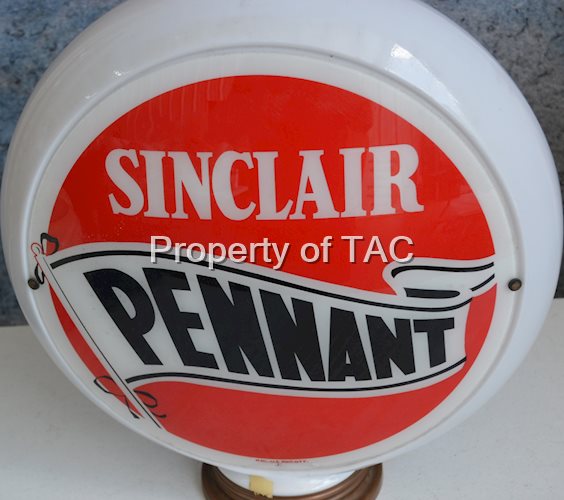 SINCLAIR
Property of TAC
PENNANT